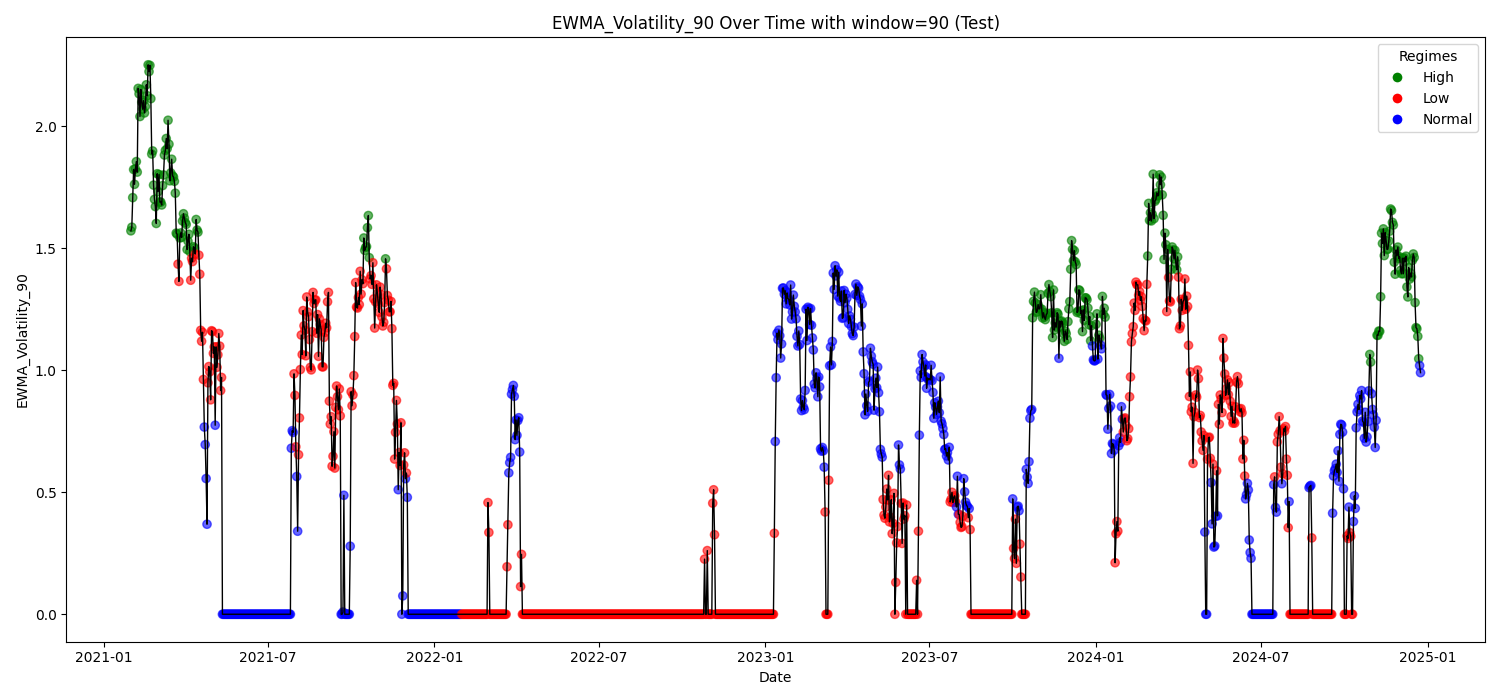 EWMA_Volatility_90 Over Time with window=90 (Test)
Regimes
High
Low
Normal
EWMA_Volatility_90
2.0
1.5
1.0
0.5
0.0
2021-01
2021-07
2022-01
2022-07
2023-01
2023-07
2024-01
2024-07
2025-01
Date